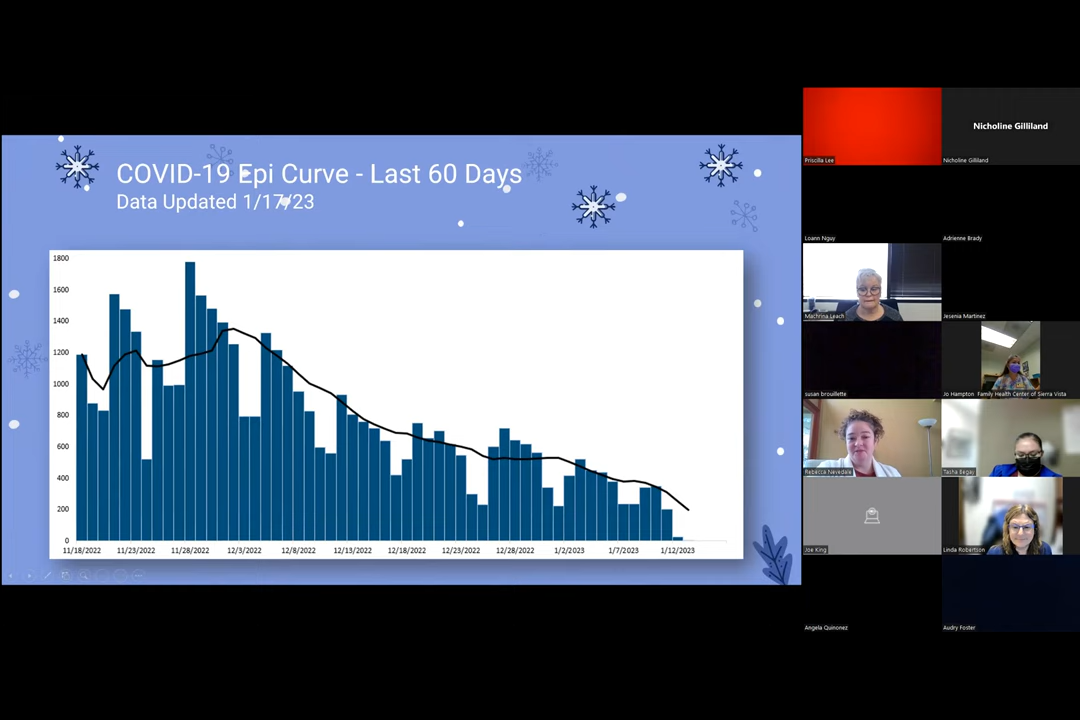 COVID-19 Epi Curve - Last 60 Days
Data Updated 1/17/23
1800
1600
1400
1200
1000
800
600
400
200
0
11/18/2022 11/23/2022 11/28/2022 12/3/2022 12/8/2022 12/13/2022 12/18/2022 12/23/2022 12/28/2022 1/2/2023 1/7/2023 1/12/2023
Nicholine Gilliland
Priscilla Lee
Nicholine Gilliland
Loann Nguy
Adrienne Brady
Machrina Leach
Jesenia Martinez
susan brouillette
Jo Hampton Family Health Center of Sierra Vista
Rebecca Nevedale
Tasha Begay
Joe King
Linda Robertson
Angela Quinonez
Audry Foster